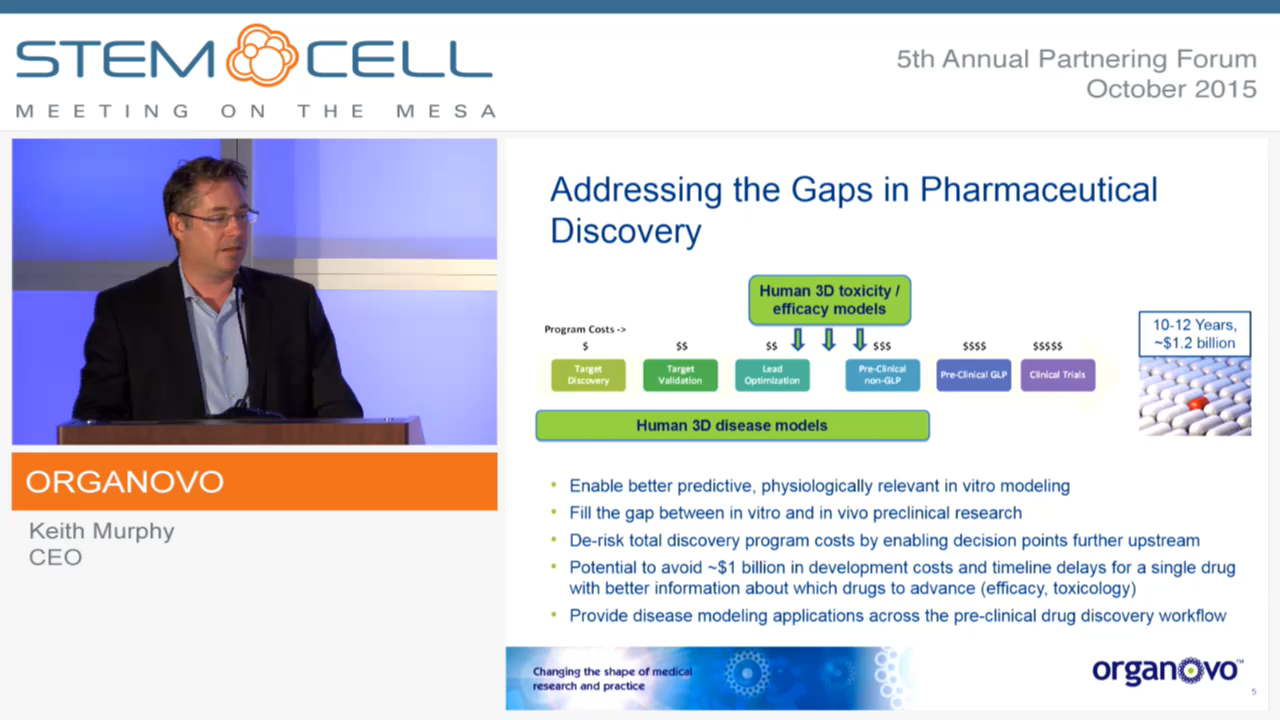 STEM CELL
MEETING ON THE MESA
5th Annual Partnering Forum
October 2015
ORGANOVO
Keith Murphy
CEO
Addressing the Gaps in Pharmaceutical
Discovery
Human 3D toxicity /
efficacy models
Program Costs ->
$ $$ $$ $$$ $$$$ $$$$$
Target
Discovery
Target
Validation
Lead
Optimization
Pre-Clinical
non-GLP
Pre-Clinical GLP
Clinical Trials
10-12 Years,
~$1.2 billion
Human 3D disease models
• Enable better predictive, physiologically relevant in vitro modeling
• Fill the gap between in vitro and in vivo preclinical research
• De-risk total discovery program costs by enabling decision points further upstream
• Potential to avoid ~$1 billion in development costs and timeline delays for a single drug
with better information about which drugs to advance (efficacy, toxicology)
• Provide disease modeling applications across the pre-clinical drug discovery workflow
Changing the shape of medical
research and practice
organovo™
5